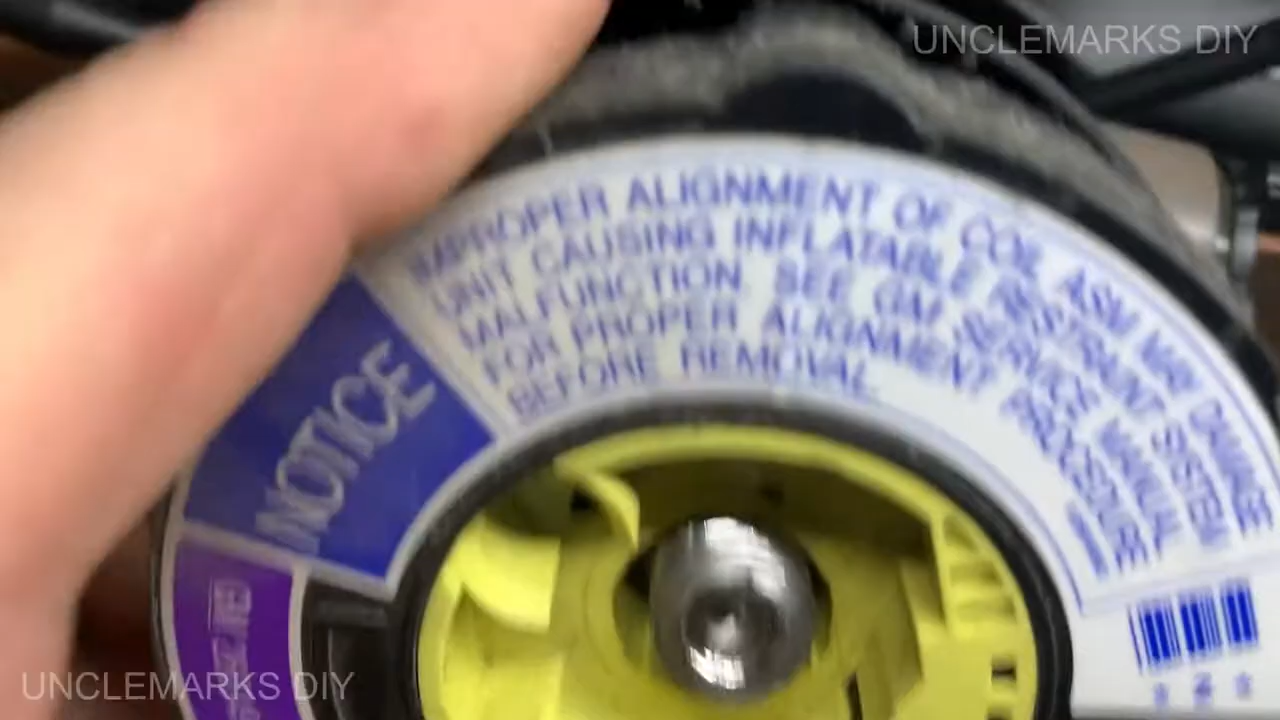 UNCLEMARKS DIY
IMPROPER ALIGNMENT OF COIL ASM MAY DAMAGE
UNIT CAUSING INFLATABLE RESTRAINT SYSTEM
MALFUNCTION. SEE GM SERVICE MANUAL
FOR PROPER ALIGNMENT PROCEDURE
BEFORE REMOVAL
NOTICE
UNCLEMARKS DIY